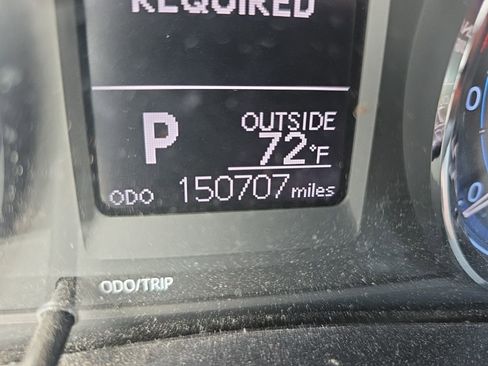 REQUIRED
P
OUTSIDE
72°F
ODO 150707 miles
ODO/TRIP